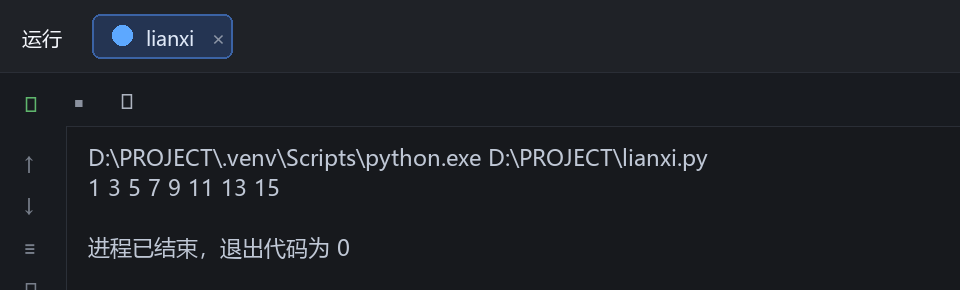 运行 lianxi ×
D:\PROJECT\.venv\Scripts\python.exe D:\PROJECT\lianxi.py
1 3 5 7 9 11 13 15
进程已结束，退出代码为 0